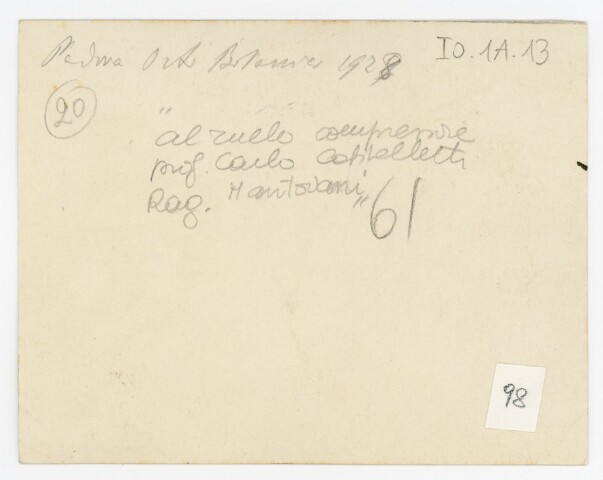 Padova Orto Botanico 1928
IO.1A.13
20
"al rullo compressore
prof. Carlo Cappelletti
Rag. Mantovani"
61
98